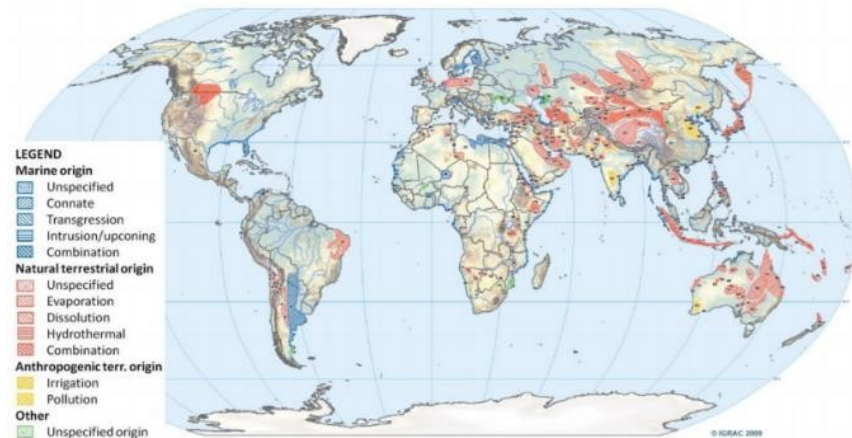 LEGEND
Marine origin
Unspecified
Connate
Transgression
Intrusion/upconing
Combination
Natural terrestrial origin
Unspecified
Evaporation
Dissolution
Hydrothermal
Combination
Anthropogenic terr. origin
Irrigation
Pollution
Other
Unspecified origin
© IGRAC 2009